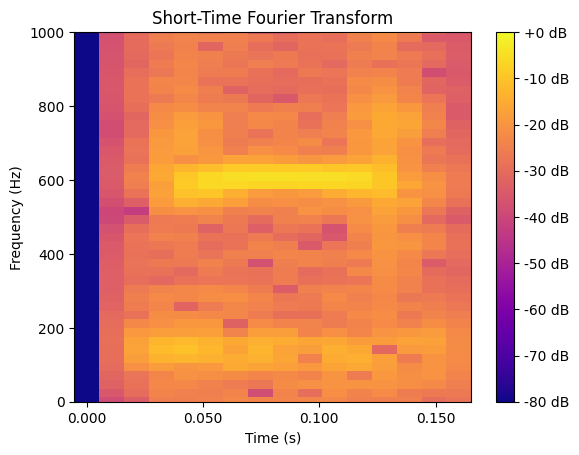 Short-Time Fourier Transform
Frequency (Hz)
1000
800
600
400
200
0
0.000
0.050
0.100
0.150
Time (s)
+0 dB
-10 dB
-20 dB
-30 dB
-40 dB
-50 dB
-60 dB
-70 dB
-80 dB